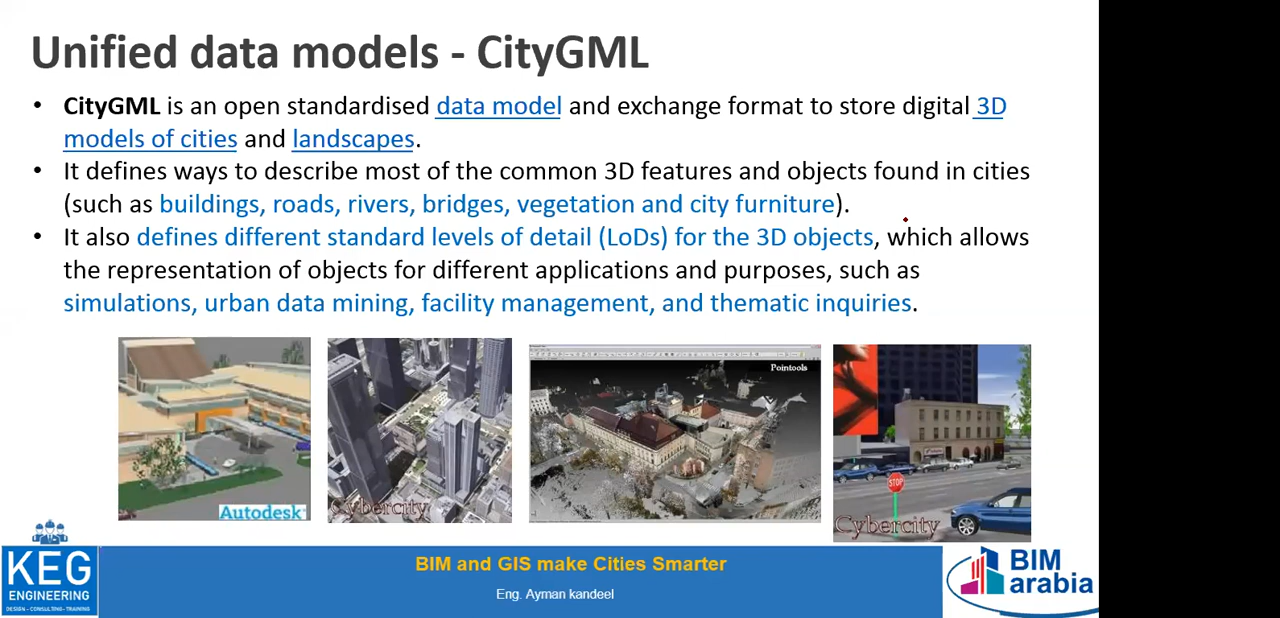 Unified data models - CityGML
• CityGML is an open standardised data model and exchange format to store digital 3D
models of cities and landscapes.
• It defines ways to describe most of the common 3D features and objects found in cities
(such as buildings, roads, rivers, bridges, vegetation and city furniture).
• It also defines different standard levels of detail (LoDs) for the 3D objects, which allows
the representation of objects for different applications and purposes, such as
simulations, urban data mining, facility management, and thematic inquiries.
Autodesk
Cybercity
Pointools
STOP
Cybercity
KEG
ENGINEERING
DESIGN - CONSULTING - TRAINING
BIM and GIS make Cities Smarter
Eng. Ayman kandeel
BIM
arabia